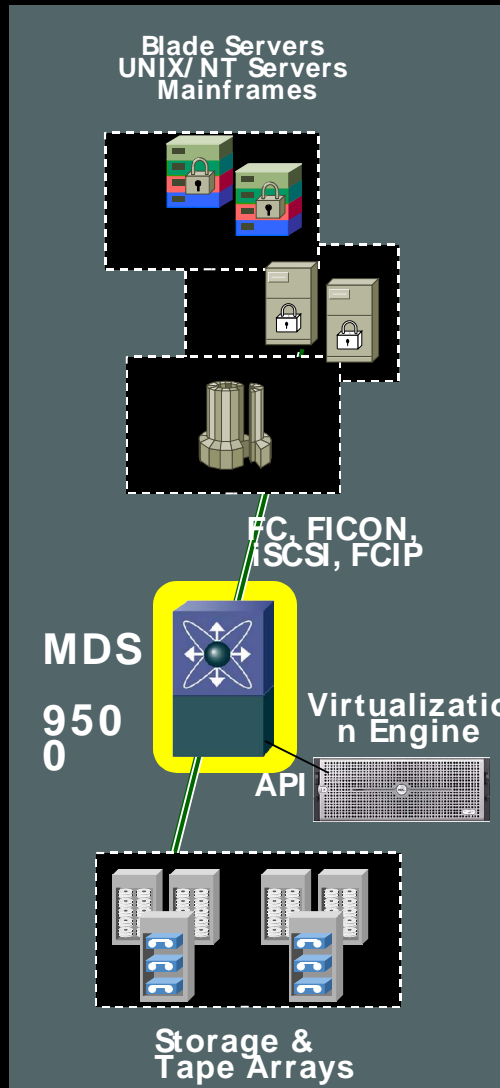 Blade Servers
UNIX/ NT Servers
Mainframes
FC, FICON,
iSCSI, FCIP
MDS
950
0
Virtualizatio
n Engine
API
Storage &
Tape Arrays